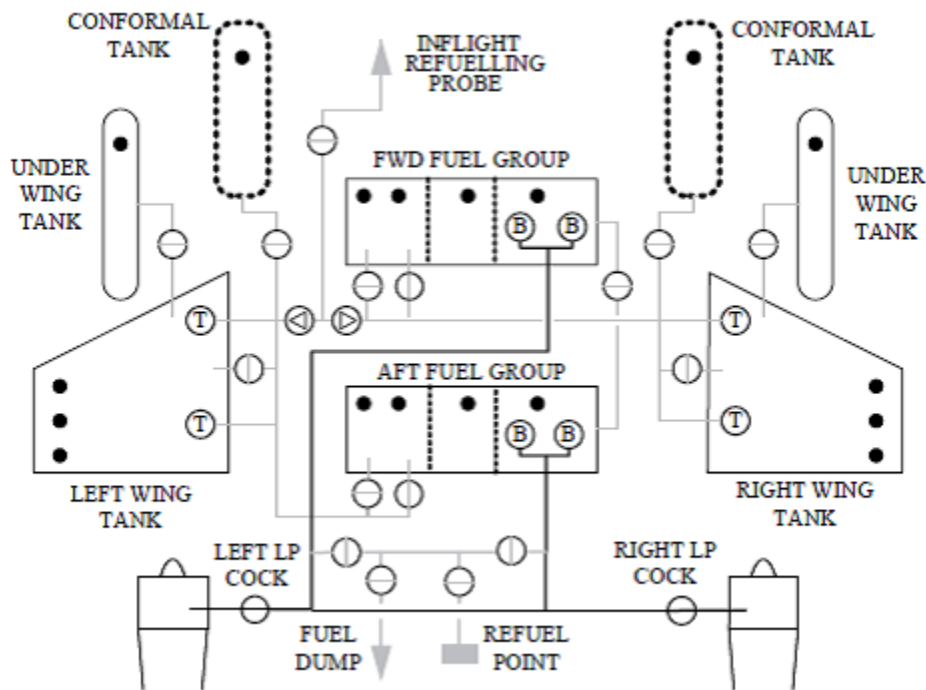 CONFORMAL
TANK
INFLIGHT
REFUELLING
PROBE
CONFORMAL
TANK
UNDER
WING
TANK
FWD FUEL GROUP
UNDER
WING
TANK
B B
T
T
AFT FUEL GROUP
T
B B
T
LEFT WING
TANK
RIGHT WING
TANK
LEFT LP
COCK
RIGHT LP
COCK
FUEL
DUMP
REFUEL
POINT